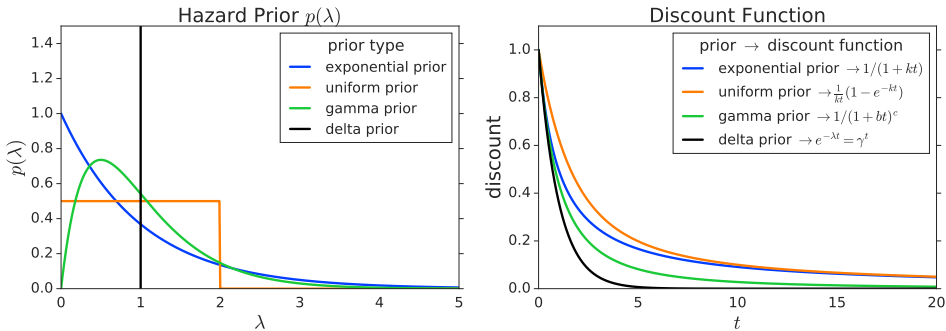 Hazard Prior p(λ)
1.4
1.2
1.0
0.8
0.6
0.4
0.2
0.0
p(λ)
prior type
exponential prior
uniform prior
gamma prior
delta prior
0 1 2 3 4 5
λ
Discount Function
1.0
0.8
0.6
0.4
0.2
0.0
discount
prior → discount function
exponential prior → 1/(1 + kt)
uniform prior → 1/kt (1 − e^{−kt})
gamma prior → 1/(1 + bt)^c
delta prior → e^{−λt} = γ^t
0 5 10 15 20
t